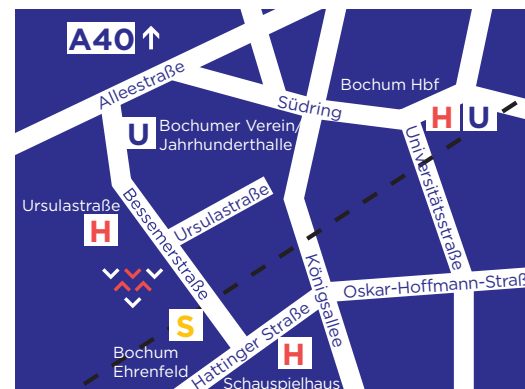 A40
Alleestraße
Südring
Bochum Hbf
H U
U
Bochumer Verein/
Jahrhunderthalle
Universitätsstraße
Ursulastraße
H
Bessemerstraße
Ursulastraße
Königsallee
Oskar-Hoffmann-Straß
S
Bochum
Ehrenfeld
Hattinger Straße
H
Schauspielhaus